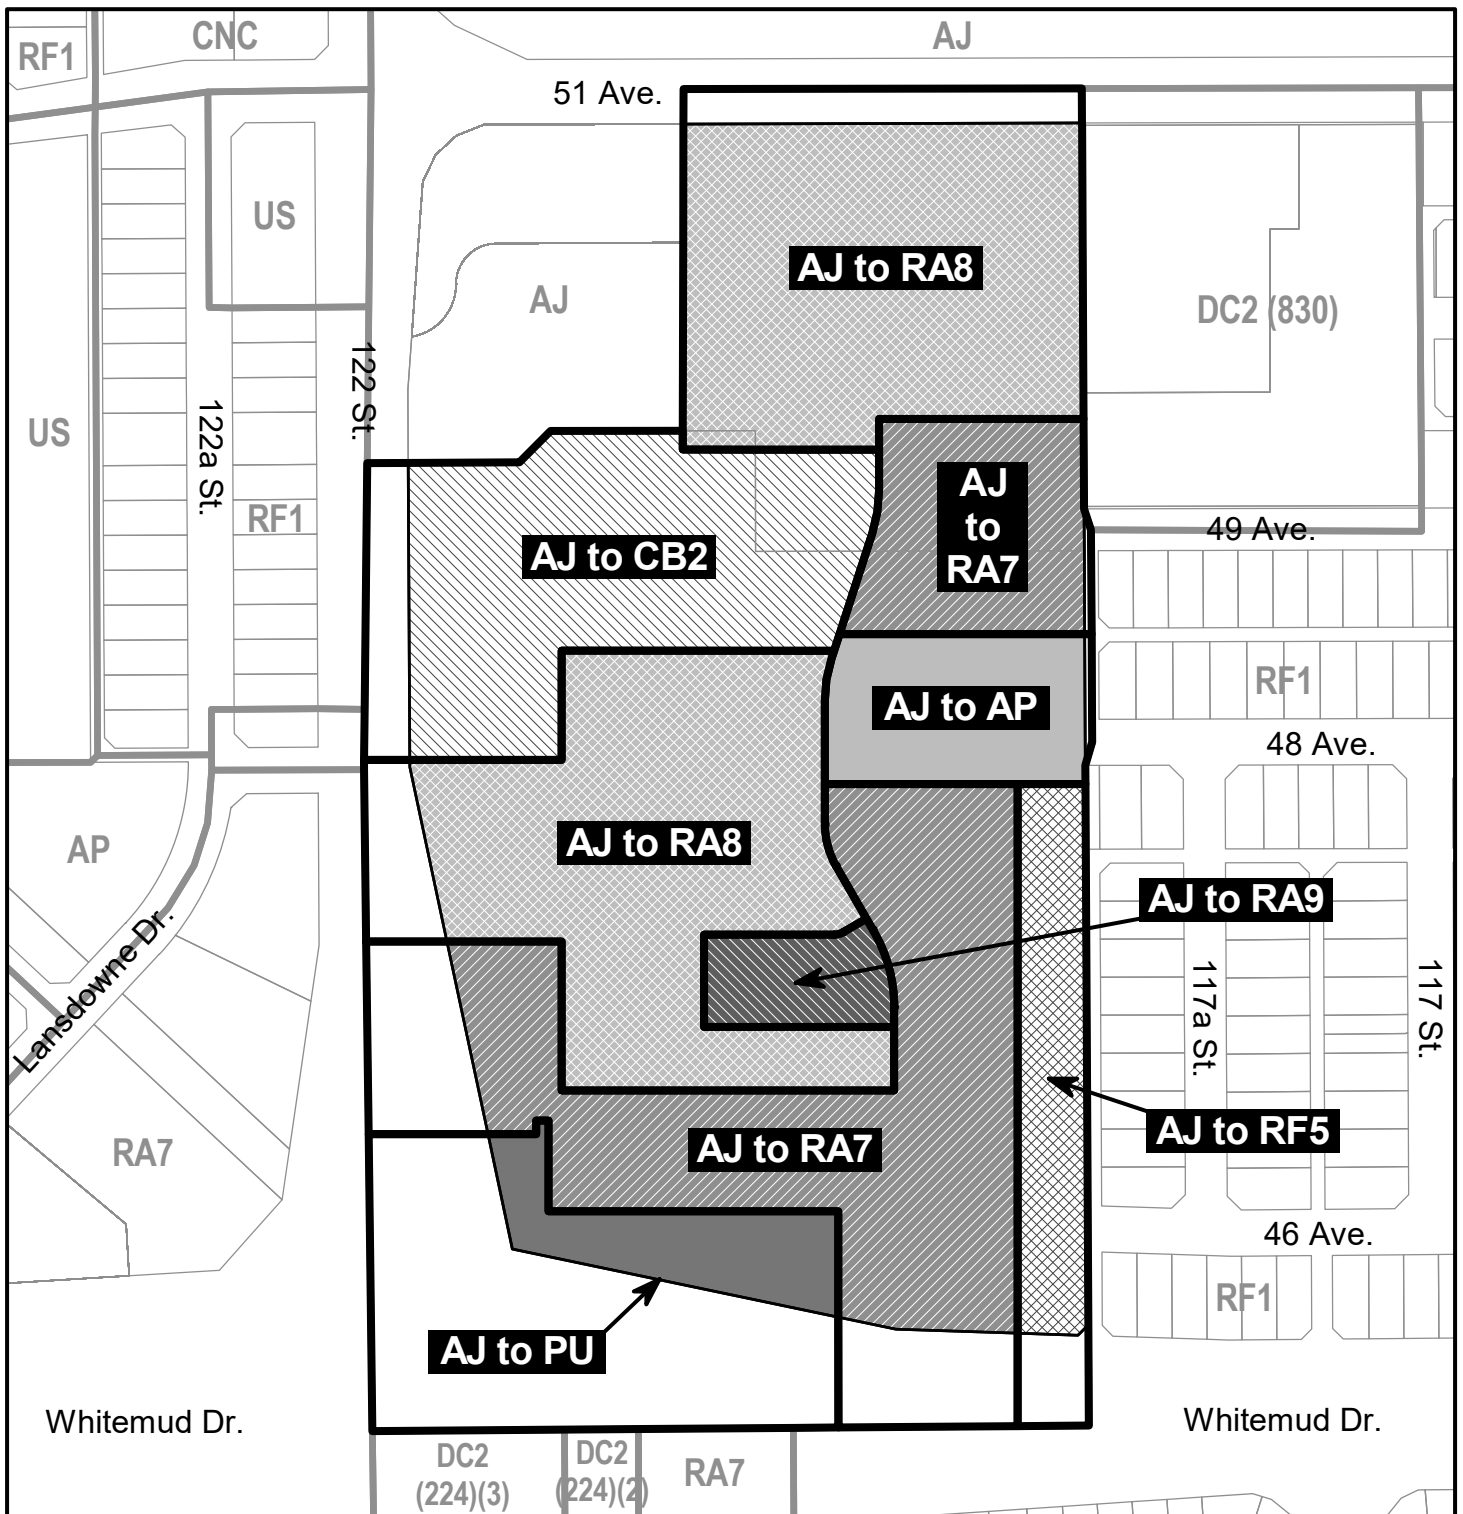 CNC
AJ
RF1
51 Ave.
US
AJ to RA8
AJ
DC2 (830)
122 St.
US
122a St.
AJ
to
RA7
RF1
49 Ave.
AJ to CB2
RF1
AJ to AP
48 Ave.
AP
AJ to RA8
AJ to RA9
Lansdowne Dr.
117a St.
117 St.
RA7
AJ to RA7
AJ to RF5
46 Ave.
RF1
AJ to PU
Whitemud Dr.
Whitemud Dr.
DC2
(224)(3)
DC2
(224)(2)
RA7